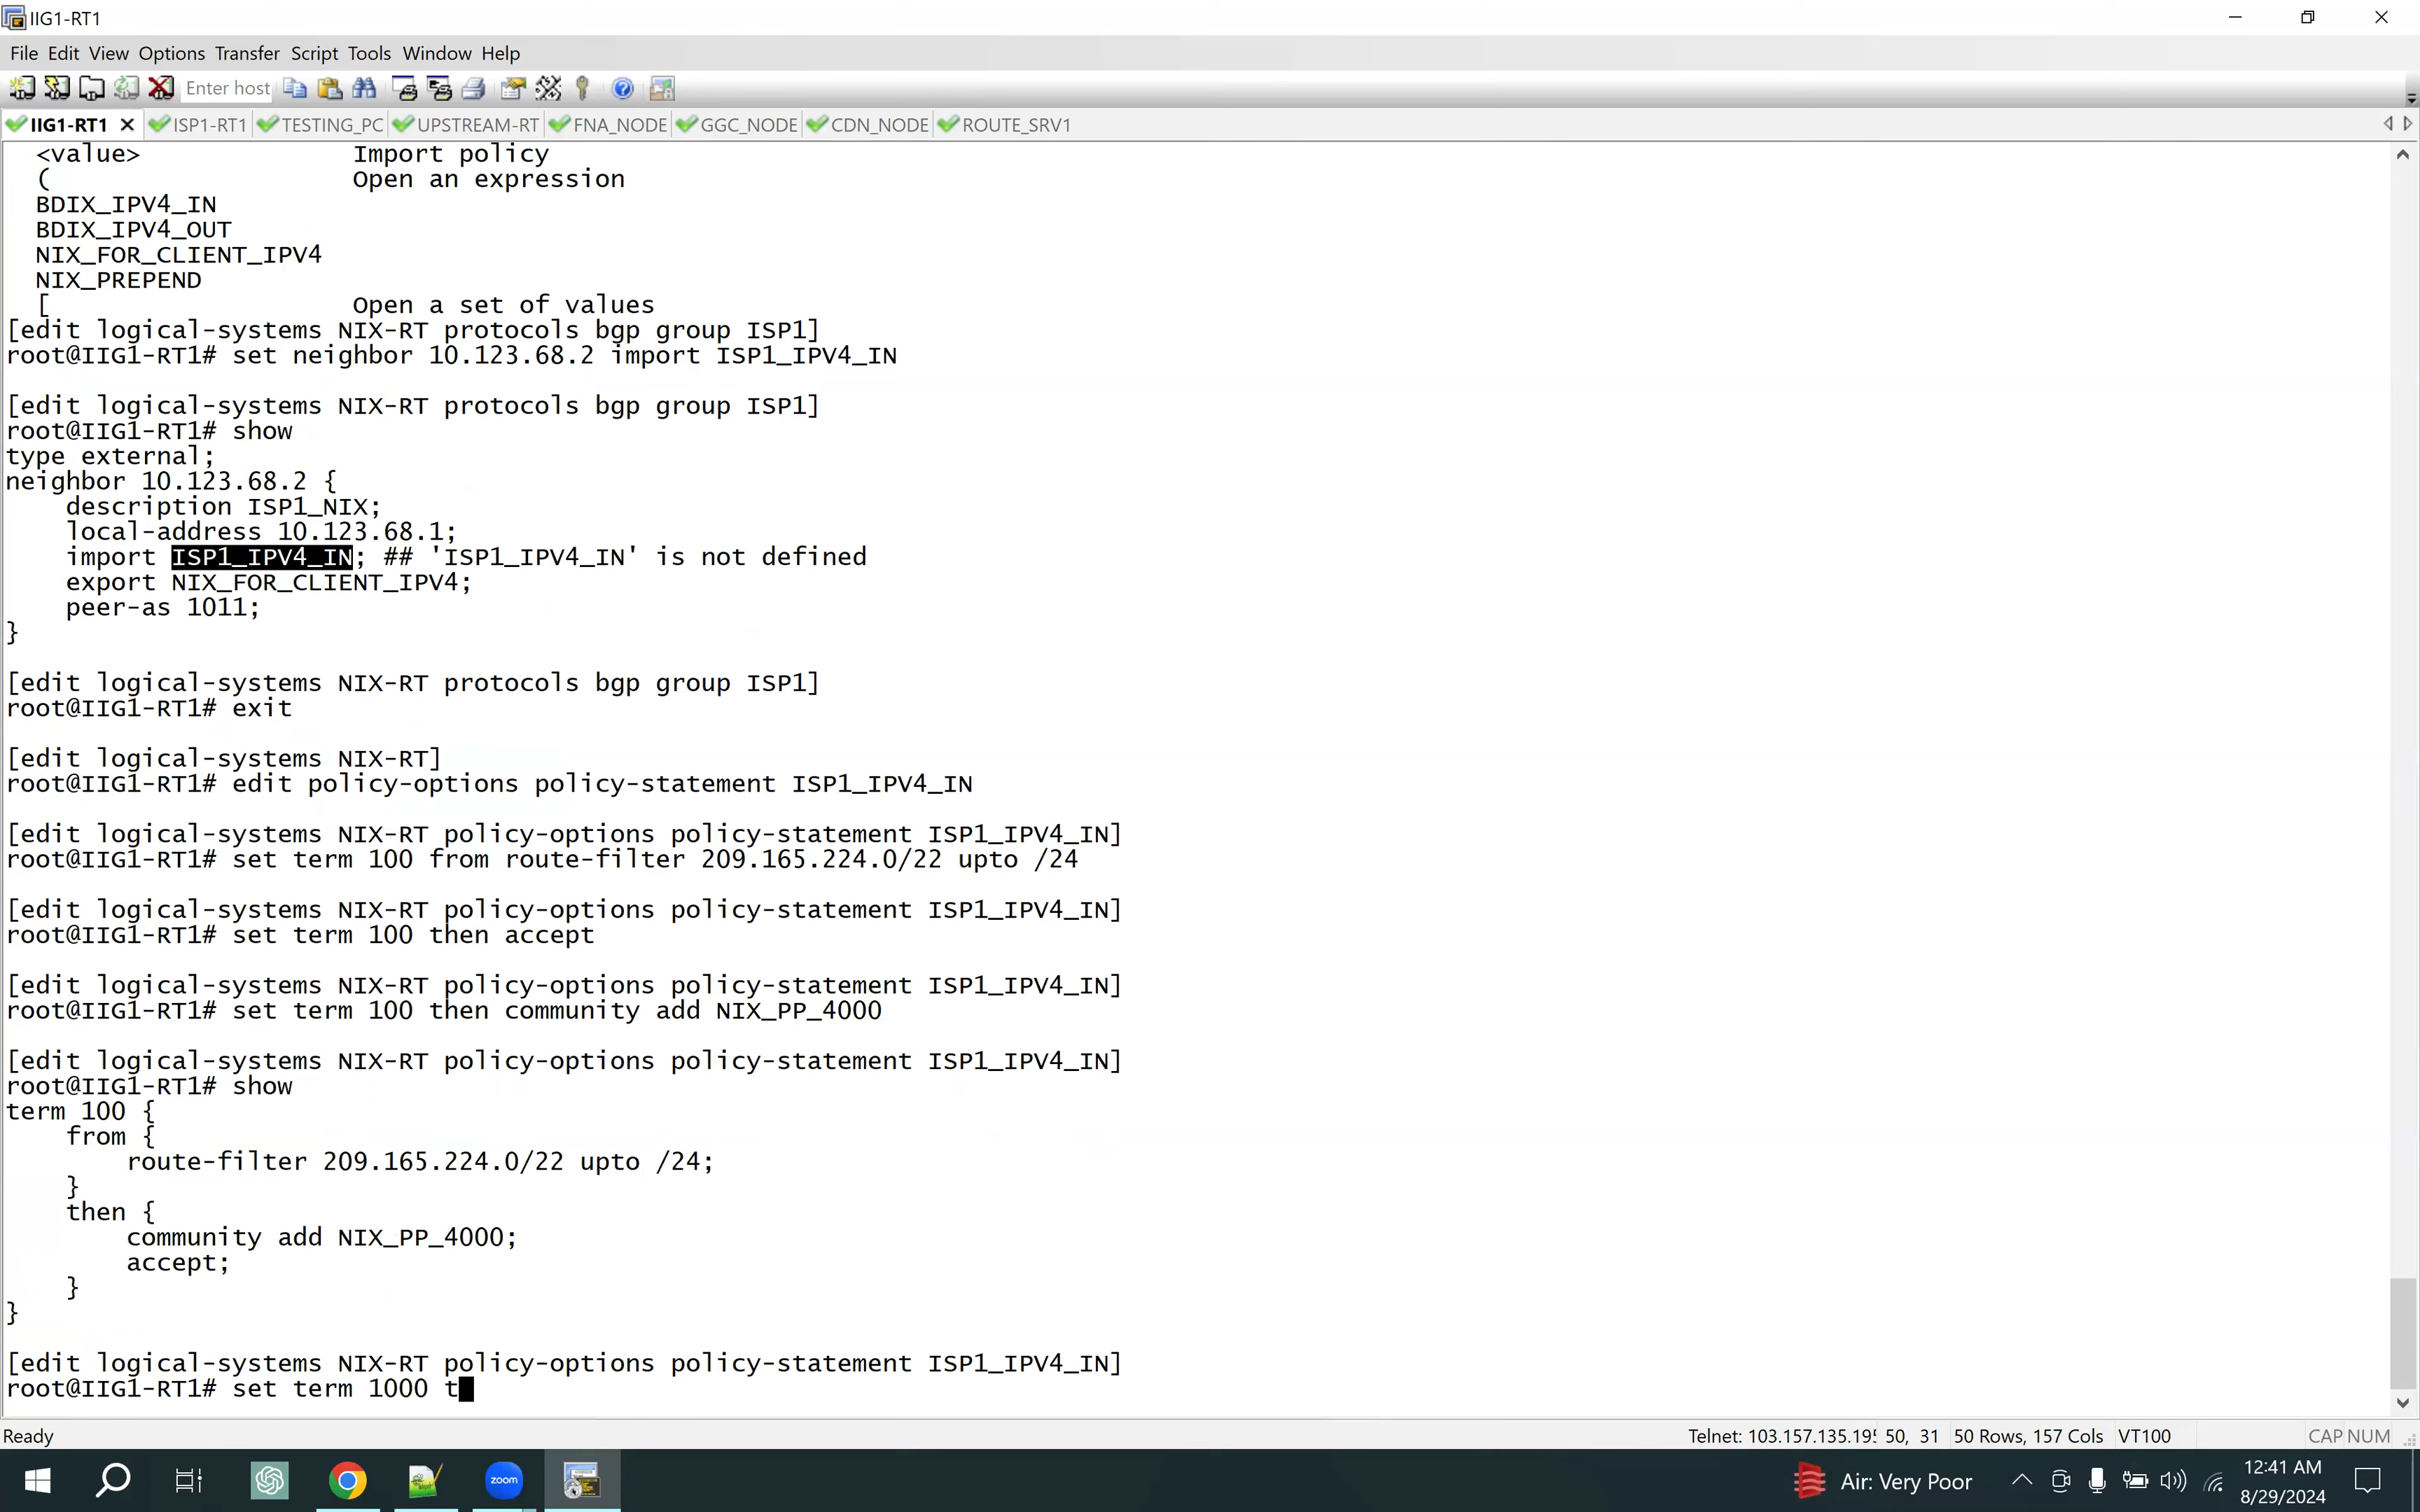 IIG1-RT1
File Edit View Options Transfer Script Tools Window Help
Enter host
IIG1-RT1 ISP1-RT1 TESTING_PC UPSTREAM-RT FNA_NODE GGC_NODE CDN_NODE ROUTE_SRV1
<value> Import policy
( Open an expression
BDIX_IPV4_IN
BDIX_IPV4_OUT
NIX_FOR_CLIENT_IPV4
NIX_PREPEND
[ Open a set of values
[edit logical-systems NIX-RT protocols bgp group ISP1]
root@IIG1-RT1# set neighbor 10.123.68.2 import ISP1_IPV4_IN
[edit logical-systems NIX-RT protocols bgp group ISP1]
root@IIG1-RT1# show
type external;
neighbor 10.123.68.2 {
description ISP1_NIX;
local-address 10.123.68.1;
import ISP1_IPV4_IN; ## 'ISP1_IPV4_IN' is not defined
export NIX_FOR_CLIENT_IPV4;
peer-as 1011;
}
[edit logical-systems NIX-RT protocols bgp group ISP1]
root@IIG1-RT1# exit
[edit logical-systems NIX-RT]
root@IIG1-RT1# edit policy-options policy-statement ISP1_IPV4_IN
[edit logical-systems NIX-RT policy-options policy-statement ISP1_IPV4_IN]
root@IIG1-RT1# set term 100 from route-filter 209.165.224.0/22 upto /24
[edit logical-systems NIX-RT policy-options policy-statement ISP1_IPV4_IN]
root@IIG1-RT1# set term 100 then accept
[edit logical-systems NIX-RT policy-options policy-statement ISP1_IPV4_IN]
root@IIG1-RT1# set term 100 then community add NIX_PP_4000
[edit logical-systems NIX-RT policy-options policy-statement ISP1_IPV4_IN]
root@IIG1-RT1# show
term 100 {
from {
route-filter 209.165.224.0/22 upto /24;
}
then {
community add NIX_PP_4000;
accept;
}
}
[edit logical-systems NIX-RT policy-options policy-statement ISP1_IPV4_IN]
root@IIG1-RT1# set term 1000 t
Ready Telnet: 103.157.135.195 50, 31 50 Rows, 157 Cols VT100 CAP NUM
zoom Air: Very Poor 12:41 AM
8/29/2024